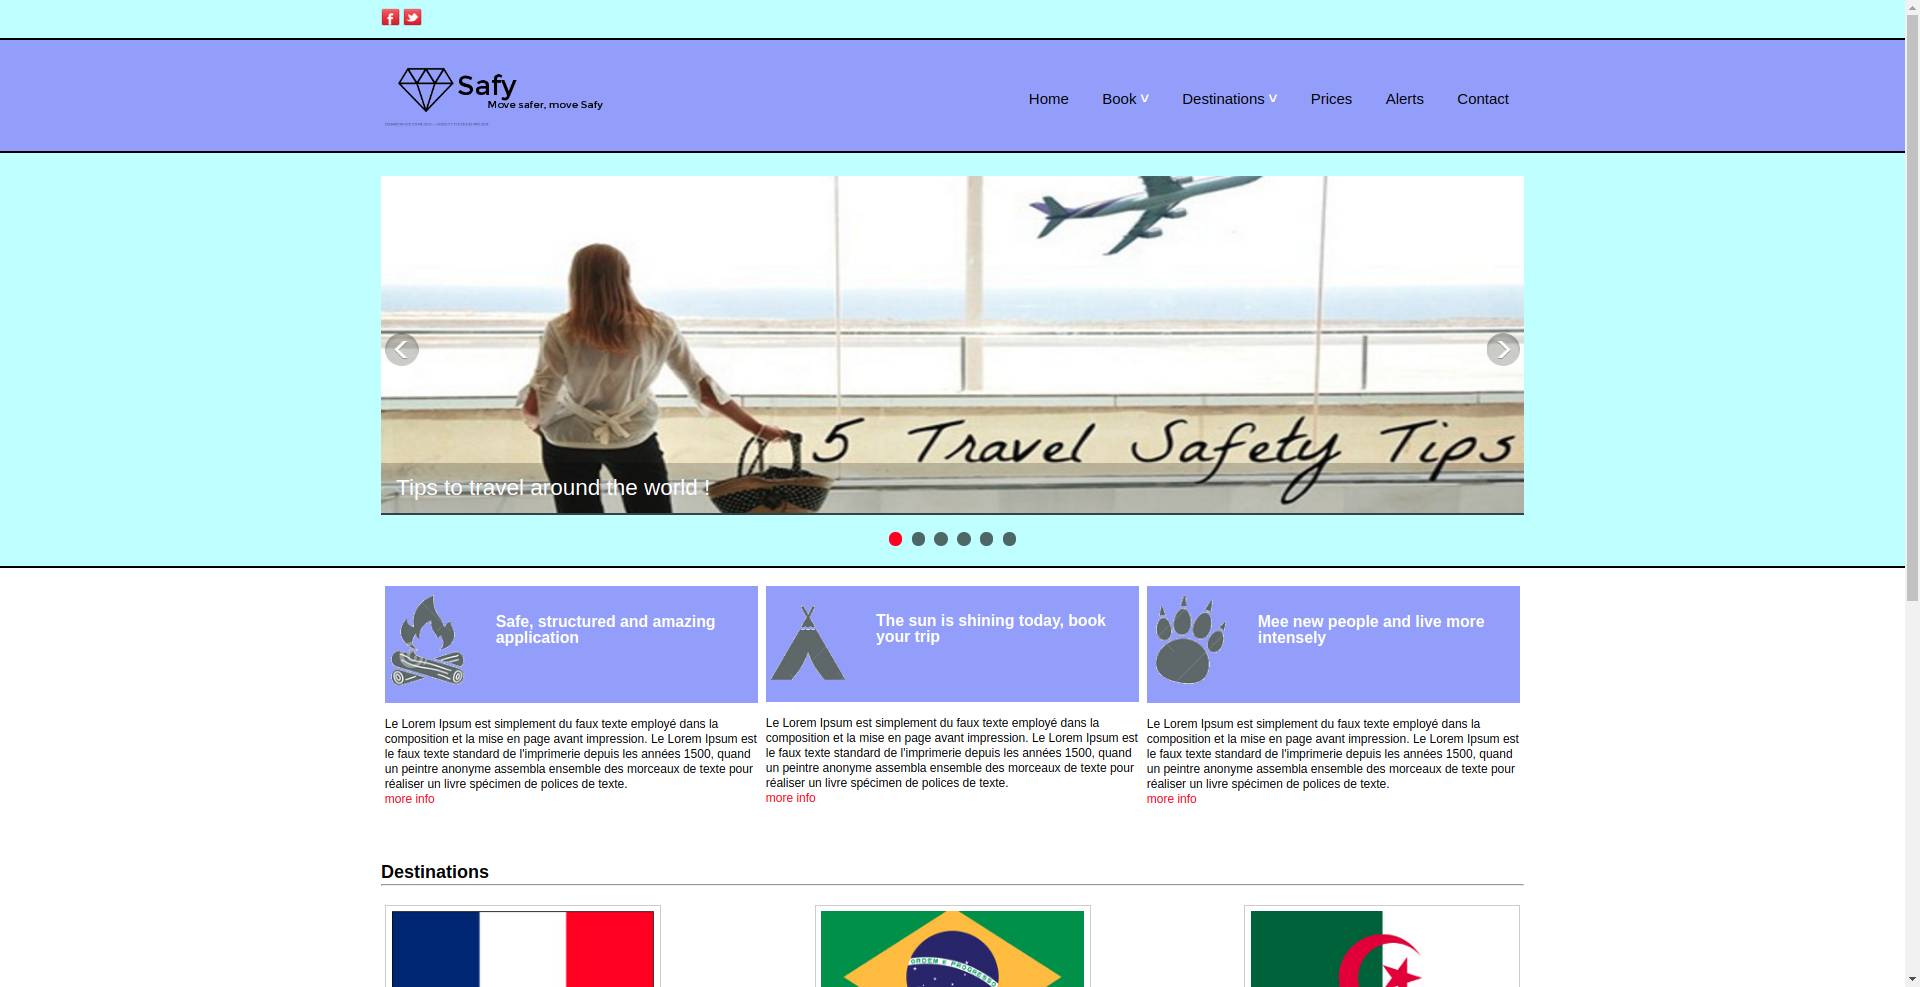 Safy
Move safer, move Safy
Home
Book
Destinations
Prices
Alerts
Contact
5 Travel Safety Tips
Tips to travel around the world !
Safe, structured and amazing
application
Le Lorem Ipsum est simplement du faux texte employé dans la
composition et la mise en page avant impression. Le Lorem Ipsum est
le faux texte standard de l'imprimerie depuis les années 1500, quand
un peintre anonyme assembla ensemble des morceaux de texte pour
réaliser un livre spécimen de polices de texte.
more info
The sun is shining today, book
your trip
Le Lorem Ipsum est simplement du faux texte employé dans la
composition et la mise en page avant impression. Le Lorem Ipsum est
le faux texte standard de l'imprimerie depuis les années 1500, quand
un peintre anonyme assembla ensemble des morceaux de texte pour
réaliser un livre spécimen de polices de texte.
more info
Mee new people and live more
intensely
Le Lorem Ipsum est simplement du faux texte employé dans la
composition et la mise en page avant impression. Le Lorem Ipsum est
le faux texte standard de l'imprimerie depuis les années 1500, quand
un peintre anonyme assembla ensemble des morceaux de texte pour
réaliser un livre spécimen de polices de texte.
more info
Destinations
ORDEM E PROGRESSO